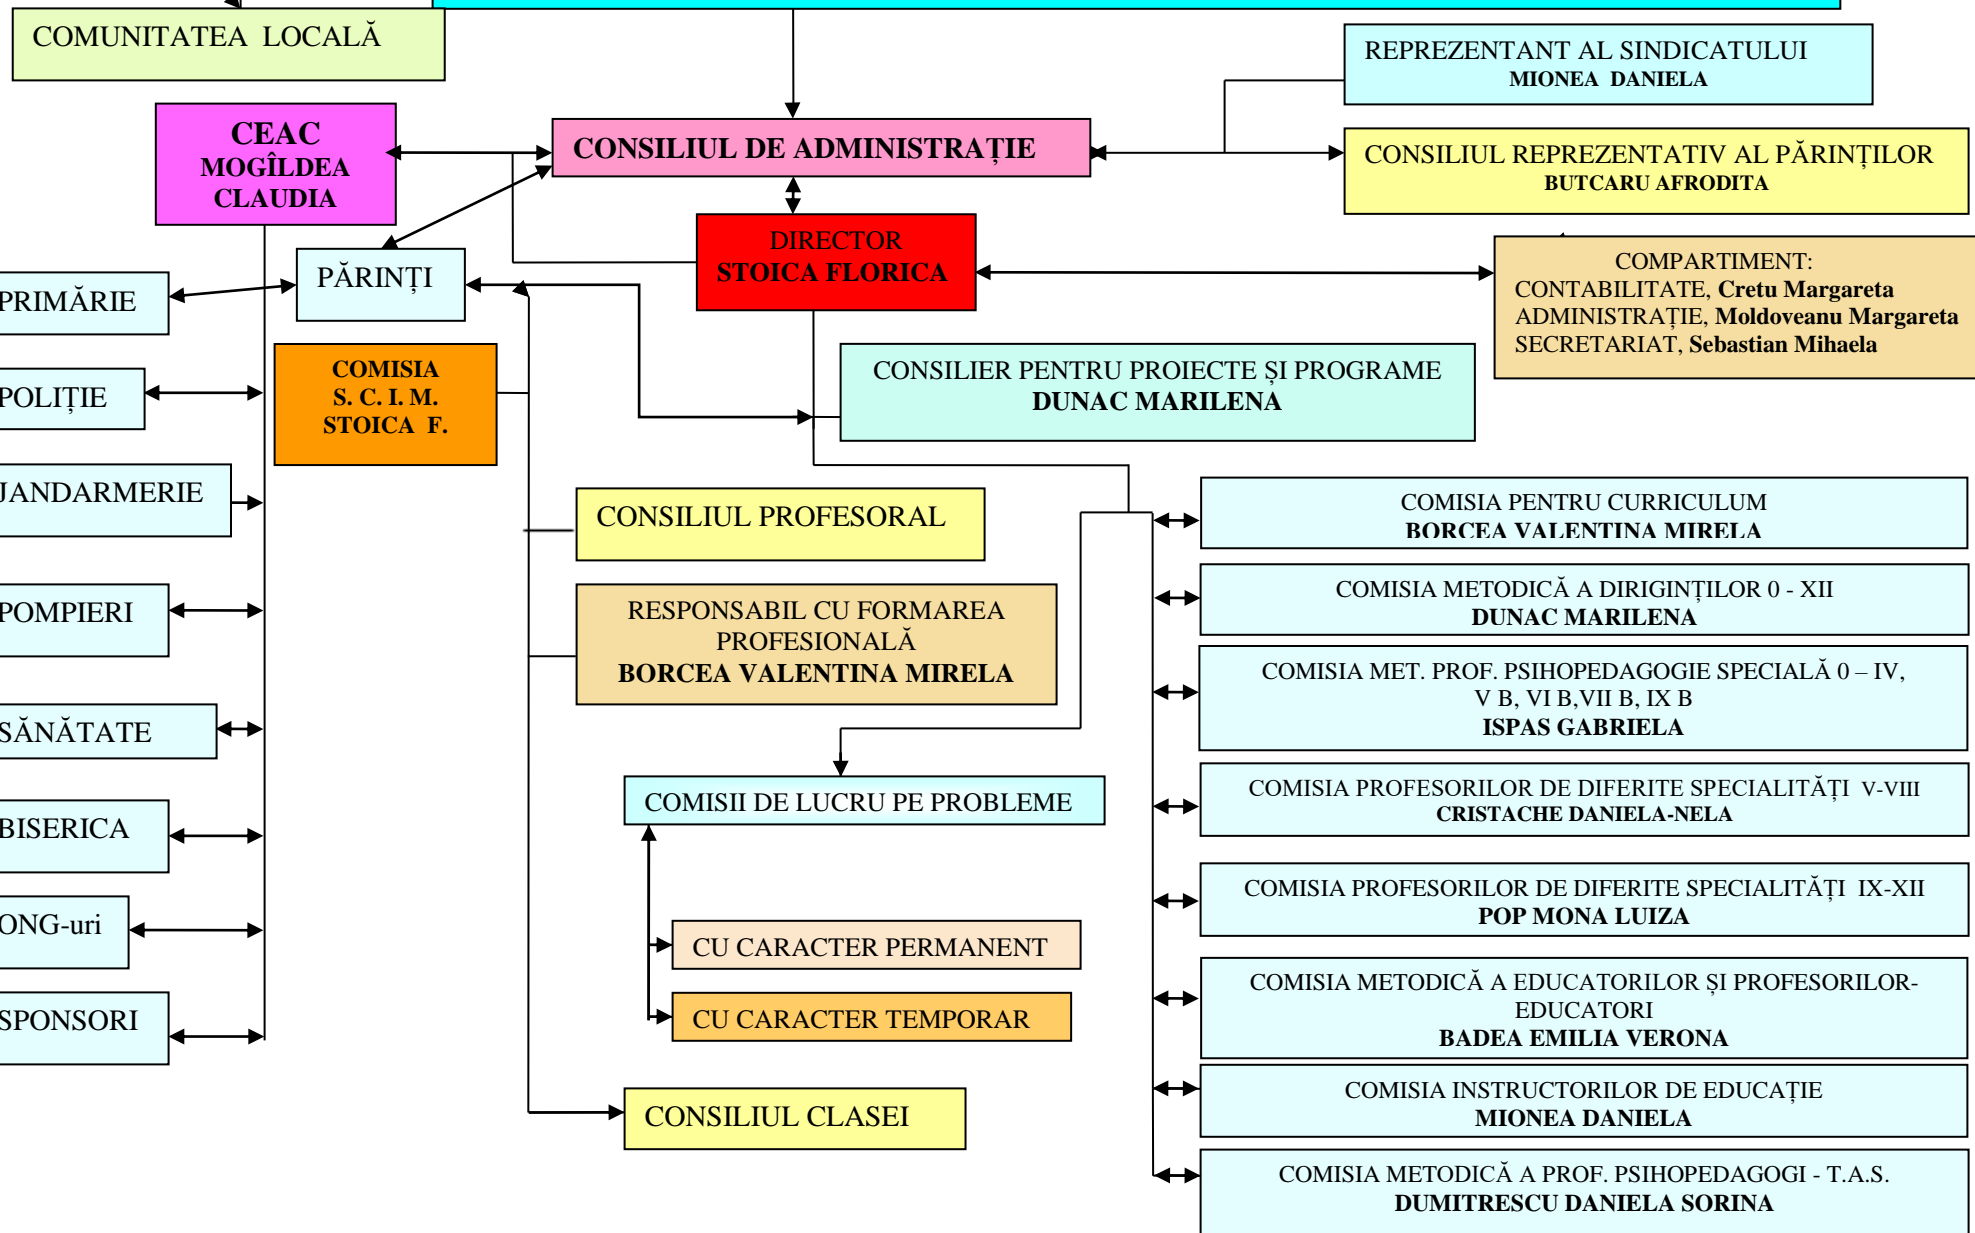 COMUNITATEA LOCALĂ
REPREZENTANT AL SINDICATULUI
MIONEA DANIELA
CEAC
MOGÎLDEA
CLAUDIA
CONSILIUL DE ADMINISTRAȚIE
CONSILIUL REPREZENTATIV AL PĂRINȚILOR
BUTCARU AFRODITA
DIRECTOR
STOICA FLORICA
COMPARTIMENT:
CONTABILITATE, Cretu Margareta
ADMINISTRAȚIE, Moldoveanu Margareta
SECRETARIAT, Sebastian Mihaela
PĂRINȚI
PRIMĂRIE
POLIȚIE
JANDARMERIE
POMPIERI
SĂNĂTATE
BISERICA
ONG-uri
SPONSORI
COMISIA
S. C. I. M.
STOICA F.
CONSILIER PENTRU PROIECTE ȘI PROGRAME
DUNAC MARILENA
CONSILIUL PROFESORAL
RESPONSABIL CU FORMAREA
PROFESIONALĂ
BORCEA VALENTINA MIRELA
COMISII DE LUCRU PE PROBLEME
CU CARACTER PERMANENT
CU CARACTER TEMPORAR
CONSILIUL CLASEI
COMISIA PENTRU CURRICULUM
BORCEA VALENTINA MIRELA
COMISIA METODICĂ A DIRIGINȚILOR 0 - XII
DUNAC MARILENA
COMISIA MET. PROF. PSIHOPEDAGOGIE SPECIALĂ 0 – IV,
V B, VI B,VII B, IX B
ISPAS GABRIELA
COMISIA PROFESORILOR DE DIFERITE SPECIALITĂȚI V-VIII
CRISTACHE DANIELA-NELA
COMISIA PROFESORILOR DE DIFERITE SPECIALITĂȚI IX-XII
POP MONA LUIZA
COMISIA METODICĂ A EDUCATORILOR ȘI PROFESORILOR-
EDUCATORI
BADEA EMILIA VERONA
COMISIA INSTRUCTORILOR DE EDUCAȚIE
MIONEA DANIELA
COMISIA METODICĂ A PROF. PSIHOPEDAGOGI - T.A.S.
DUMITRESCU DANIELA SORINA